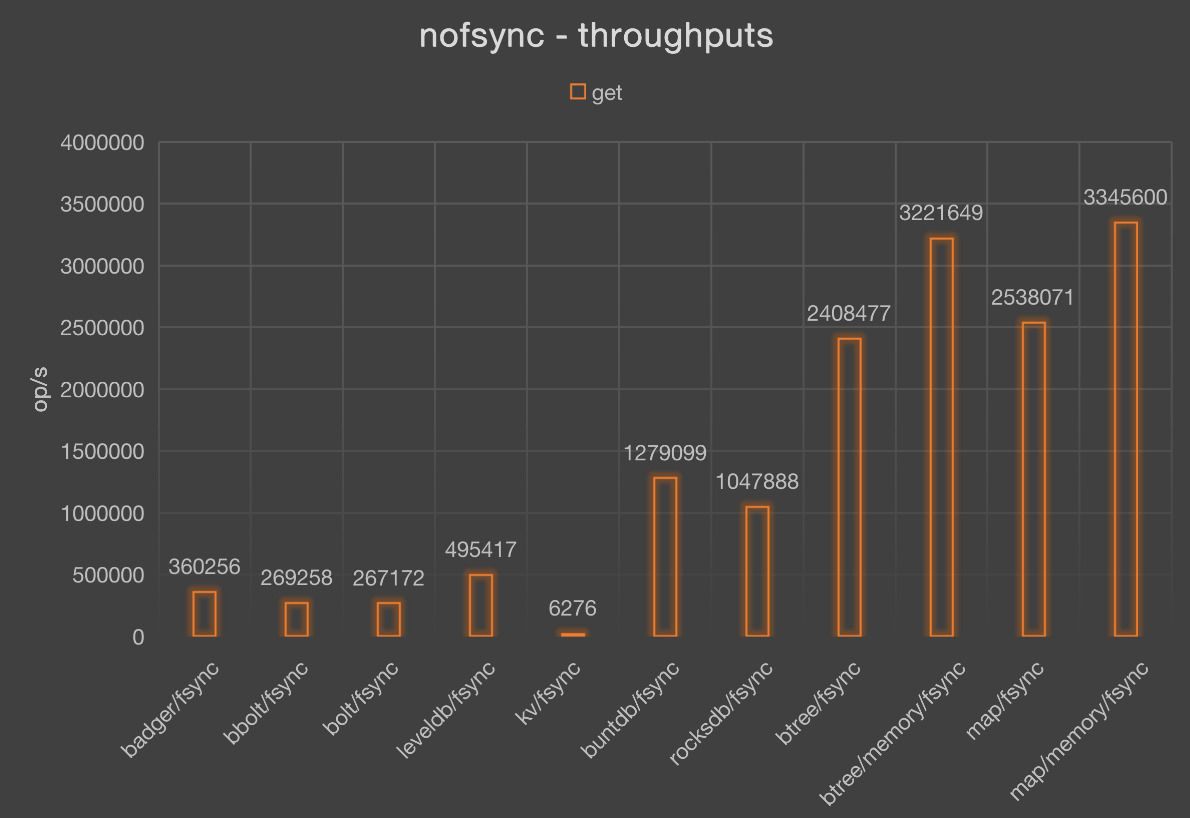 nofsync - throughputs
get
op/s
4000000
3500000
3000000
2500000
2000000
1500000
1000000
500000
0
360256
269258
267172
495417
6276
1279099
1047888
2408477
3221649
2538071
3345600
badger/fsync
bbolt/fsync
bolt/fsync
leveldb/fsync
kv/fsync
buntdb/fsync
rocksdb/fsync
btree/fsync
btree/memory/fsync
map/fsync
map/memory/fsync